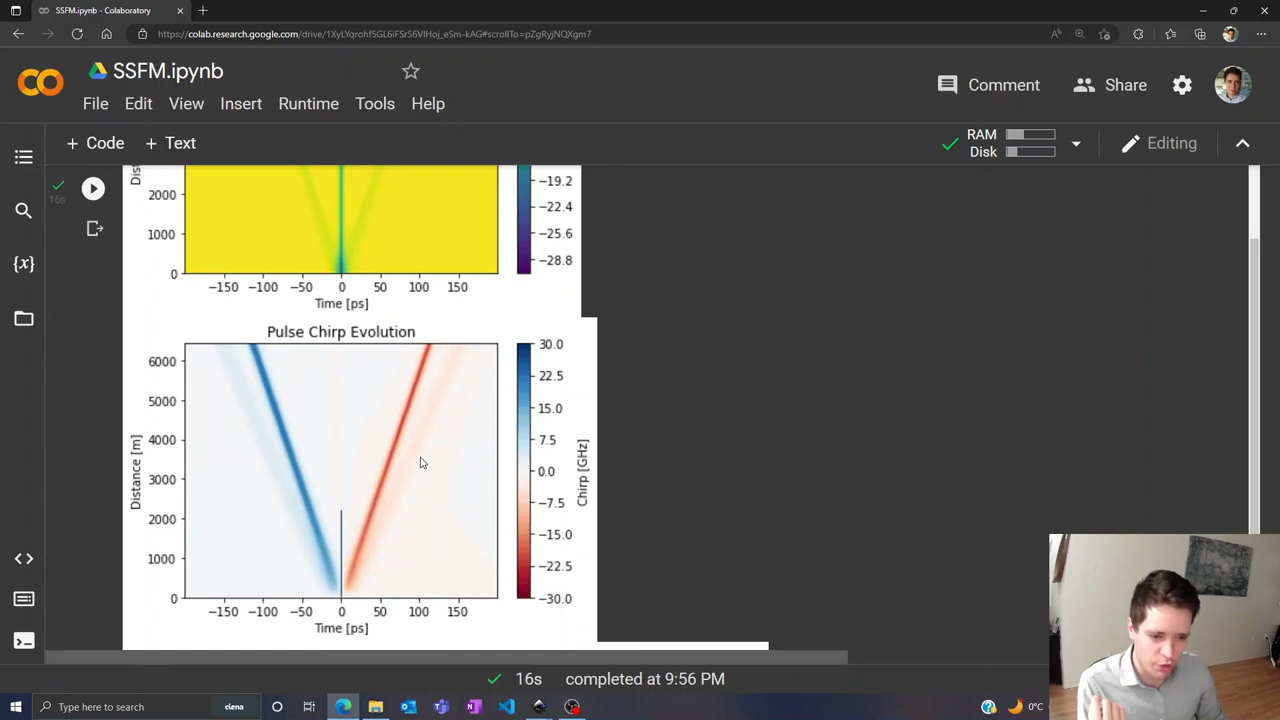 SSFM.ipynb - Colaboratory
https://colab.research.google.com/drive/1XyLYqrohf5GL6iFSrS6VIHoj_eSm-kAG#scrollTo=pZgRyjNQXgm7
SSFM.ipynb
File Edit View Insert Runtime Tools Help
Comment
Share
+ Code + Text
RAM
Disk
Editing
16s
{x}
2000
1000
0
−150 −100 −50 0 50 100 150
Time [ps]
−19.2
−22.4
−25.6
−28.8
Pulse Chirp Evolution
6000
5000
4000
3000
2000
1000
0
Distance [m]
−150 −100 −50 0 50 100 150
Time [ps]
30.0
22.5
15.0
7.5
0.0
−7.5
−15.0
−22.5
−30.0
Chirp [GHz]
16s completed at 9:56 PM
Type here to search
ciena
0°C